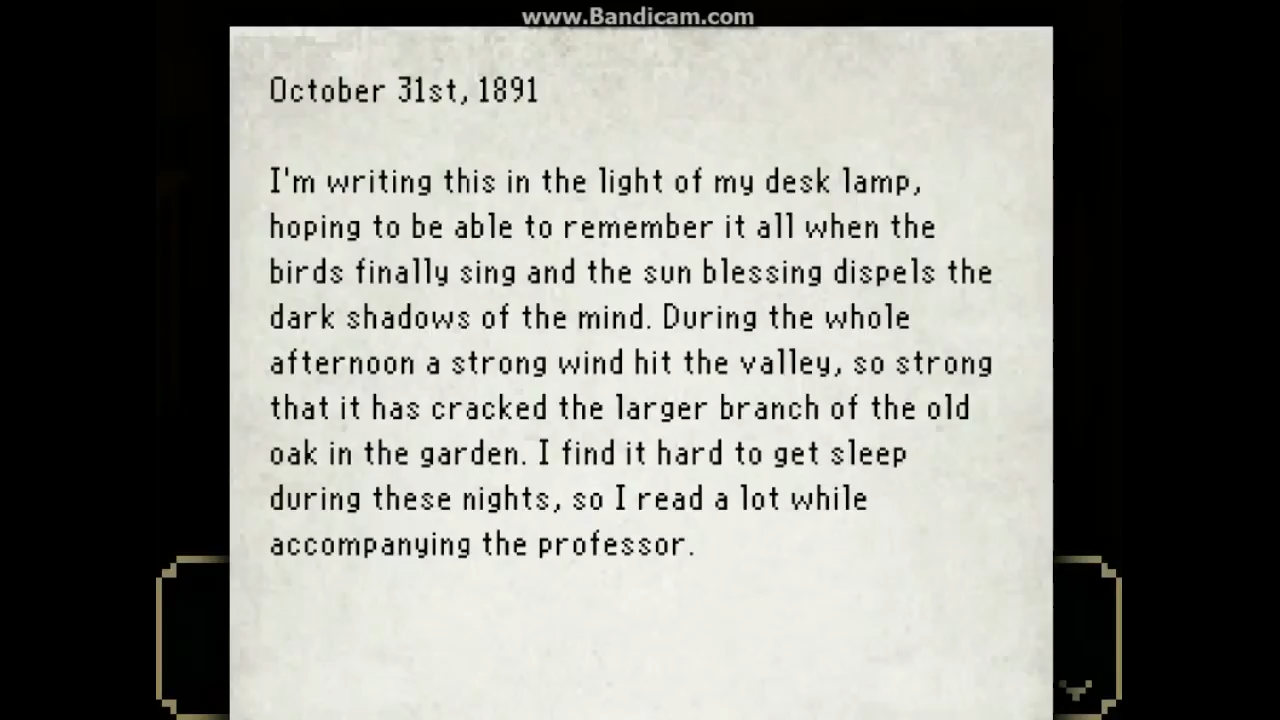 www.Bandicam.com
October 31st, 1891
I'm writing this in the light of my desk lamp,
hoping to be able to remember it all when the
birds finally sing and the sun blessing dispels the
dark shadows of the mind. During the whole
afternoon a strong wind hit the valley, so strong
that it has cracked the larger branch of the old
oak in the garden. I find it hard to get sleep
during these nights, so I read a lot while
accompanying the professor.